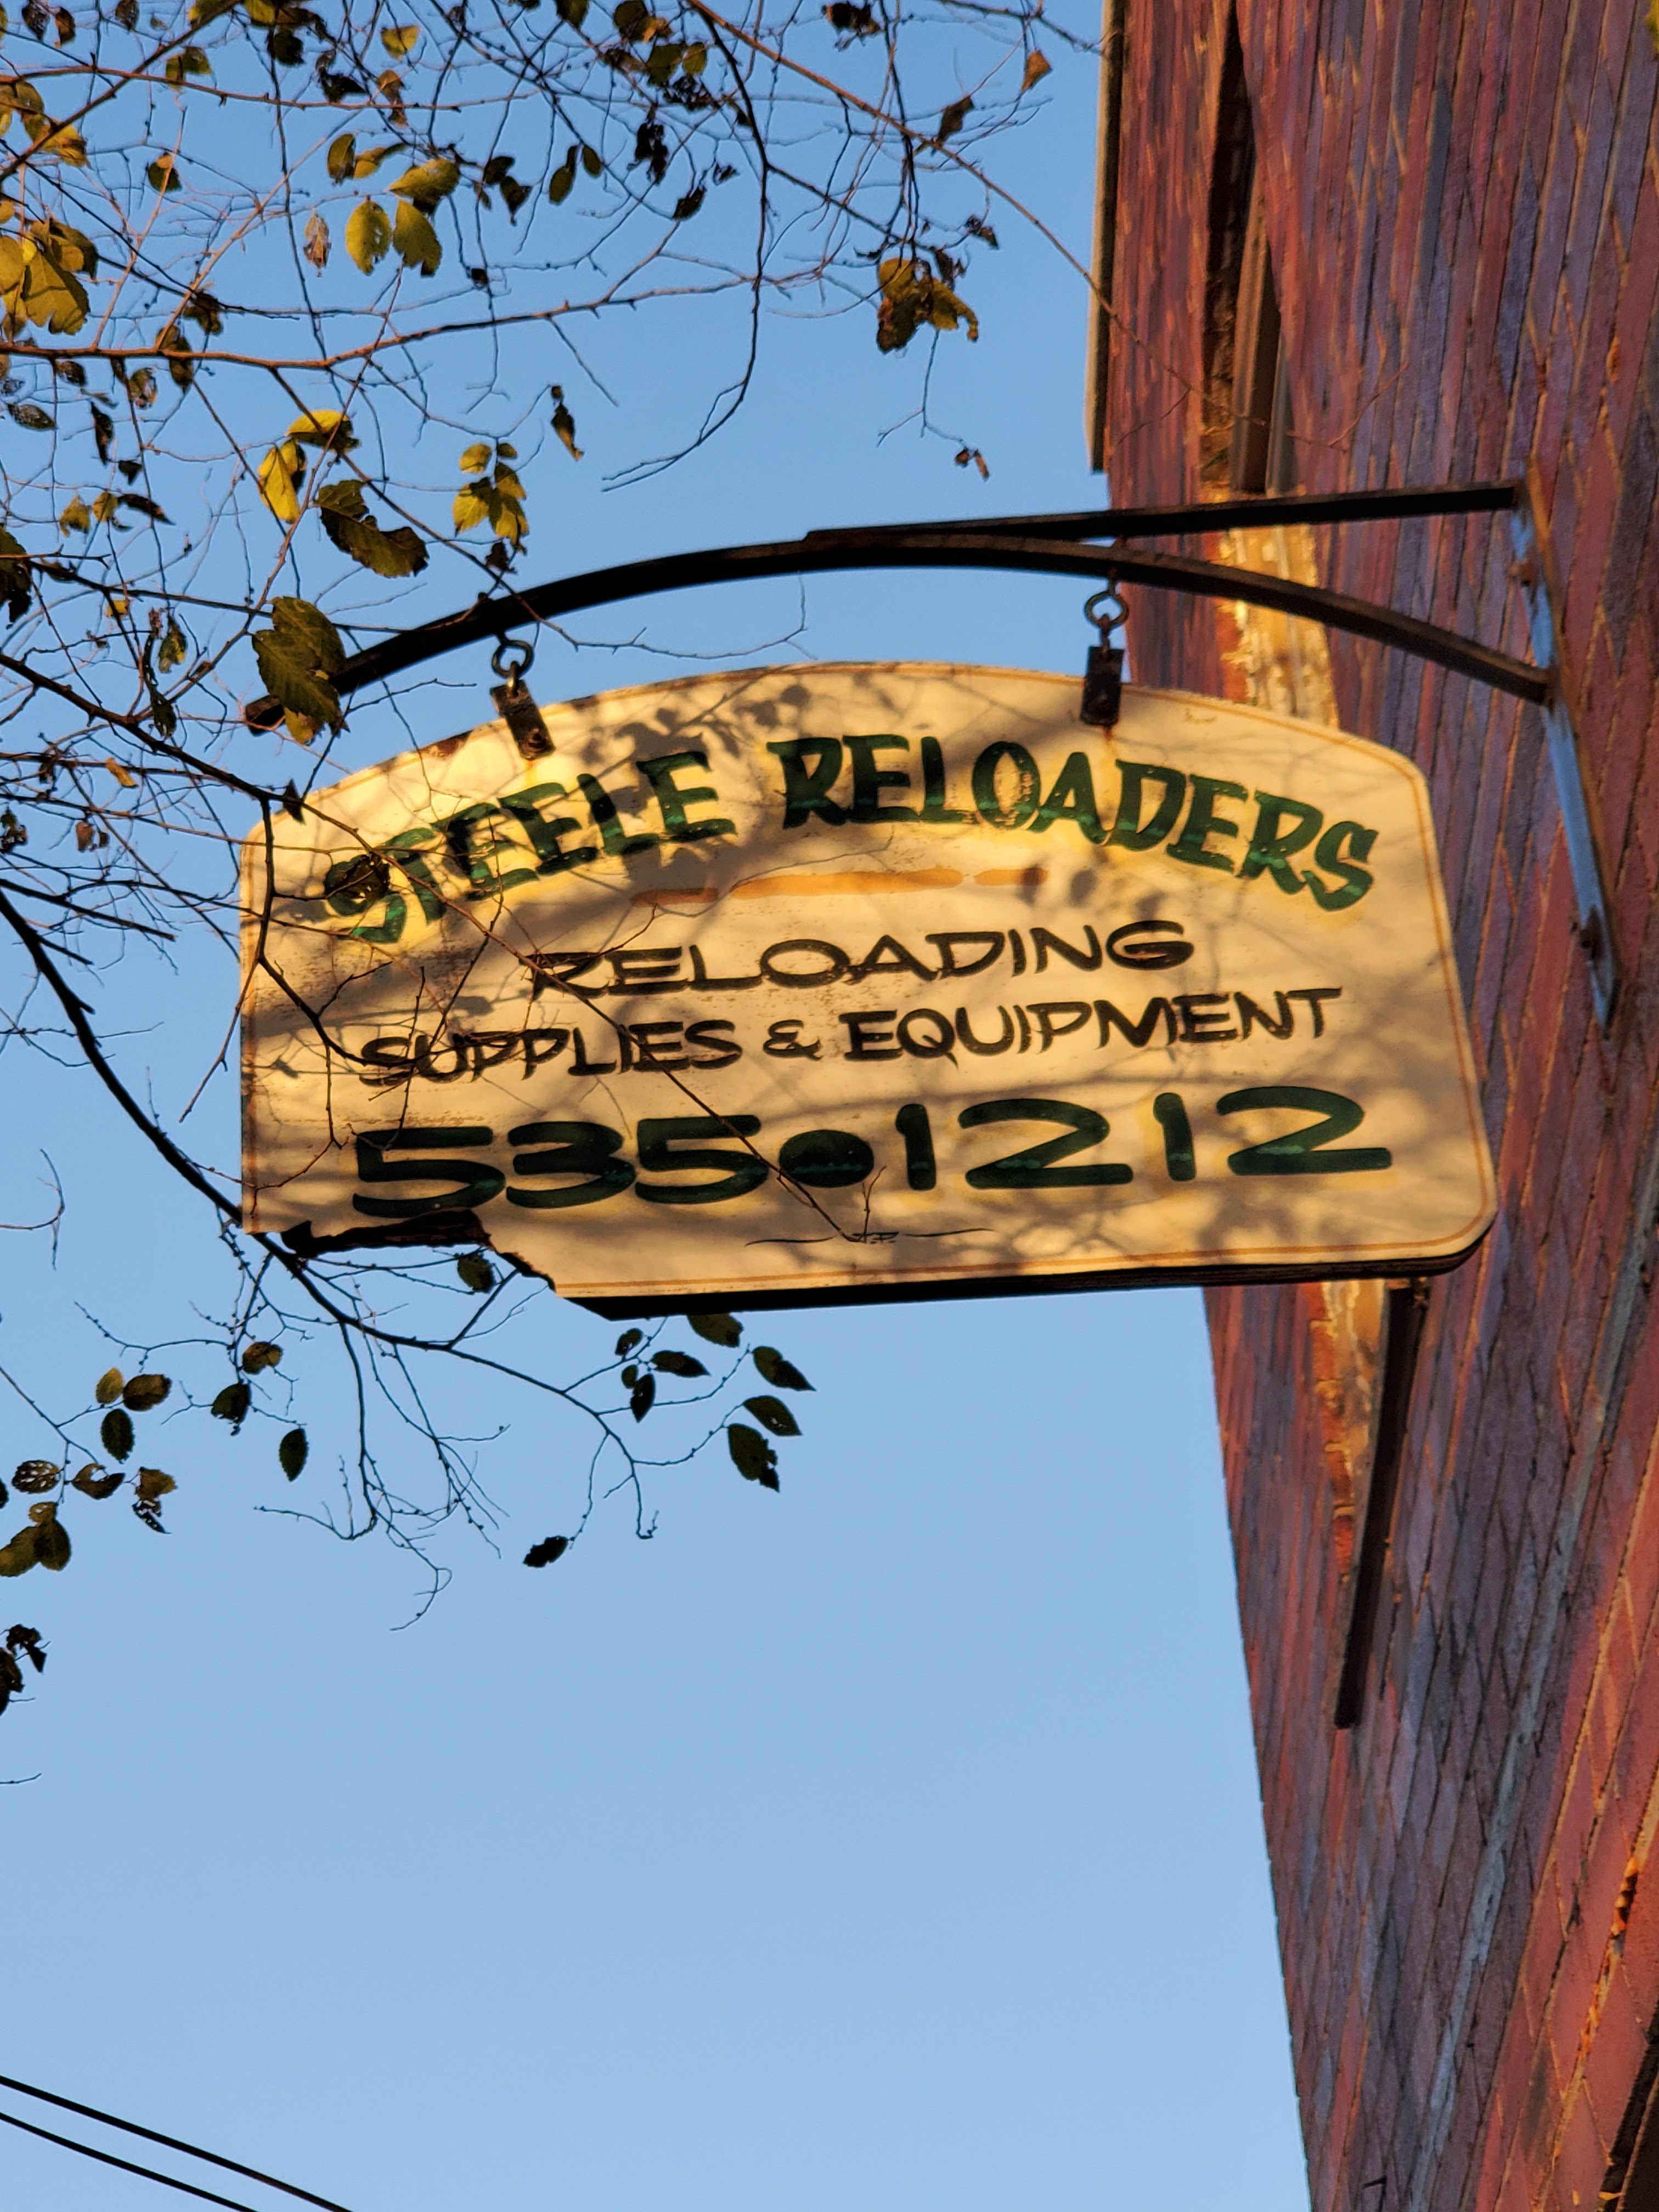 STEELE RELOADERS
RELOADING
SUPPLIES & EQUIPMENT
535•1212